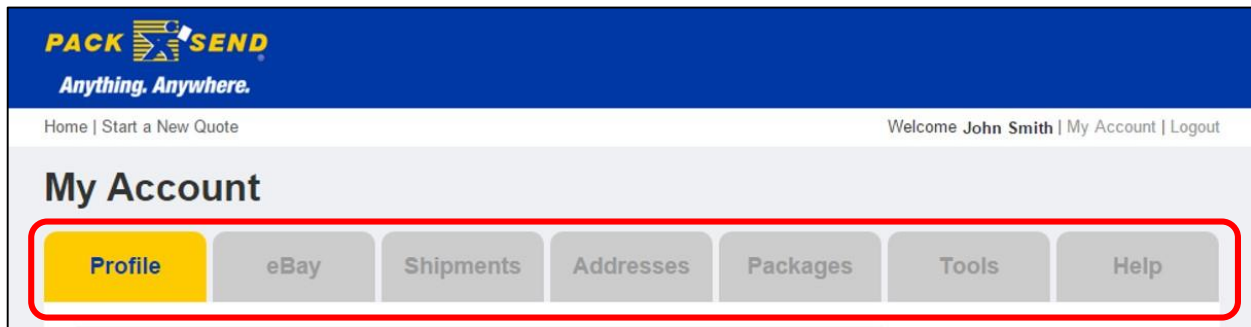 PACK SEND
Anything. Anywhere.
Home | Start a New Quote Welcome John Smith | My Account | Logout
My Account
Profile eBay Shipments Addresses Packages Tools Help